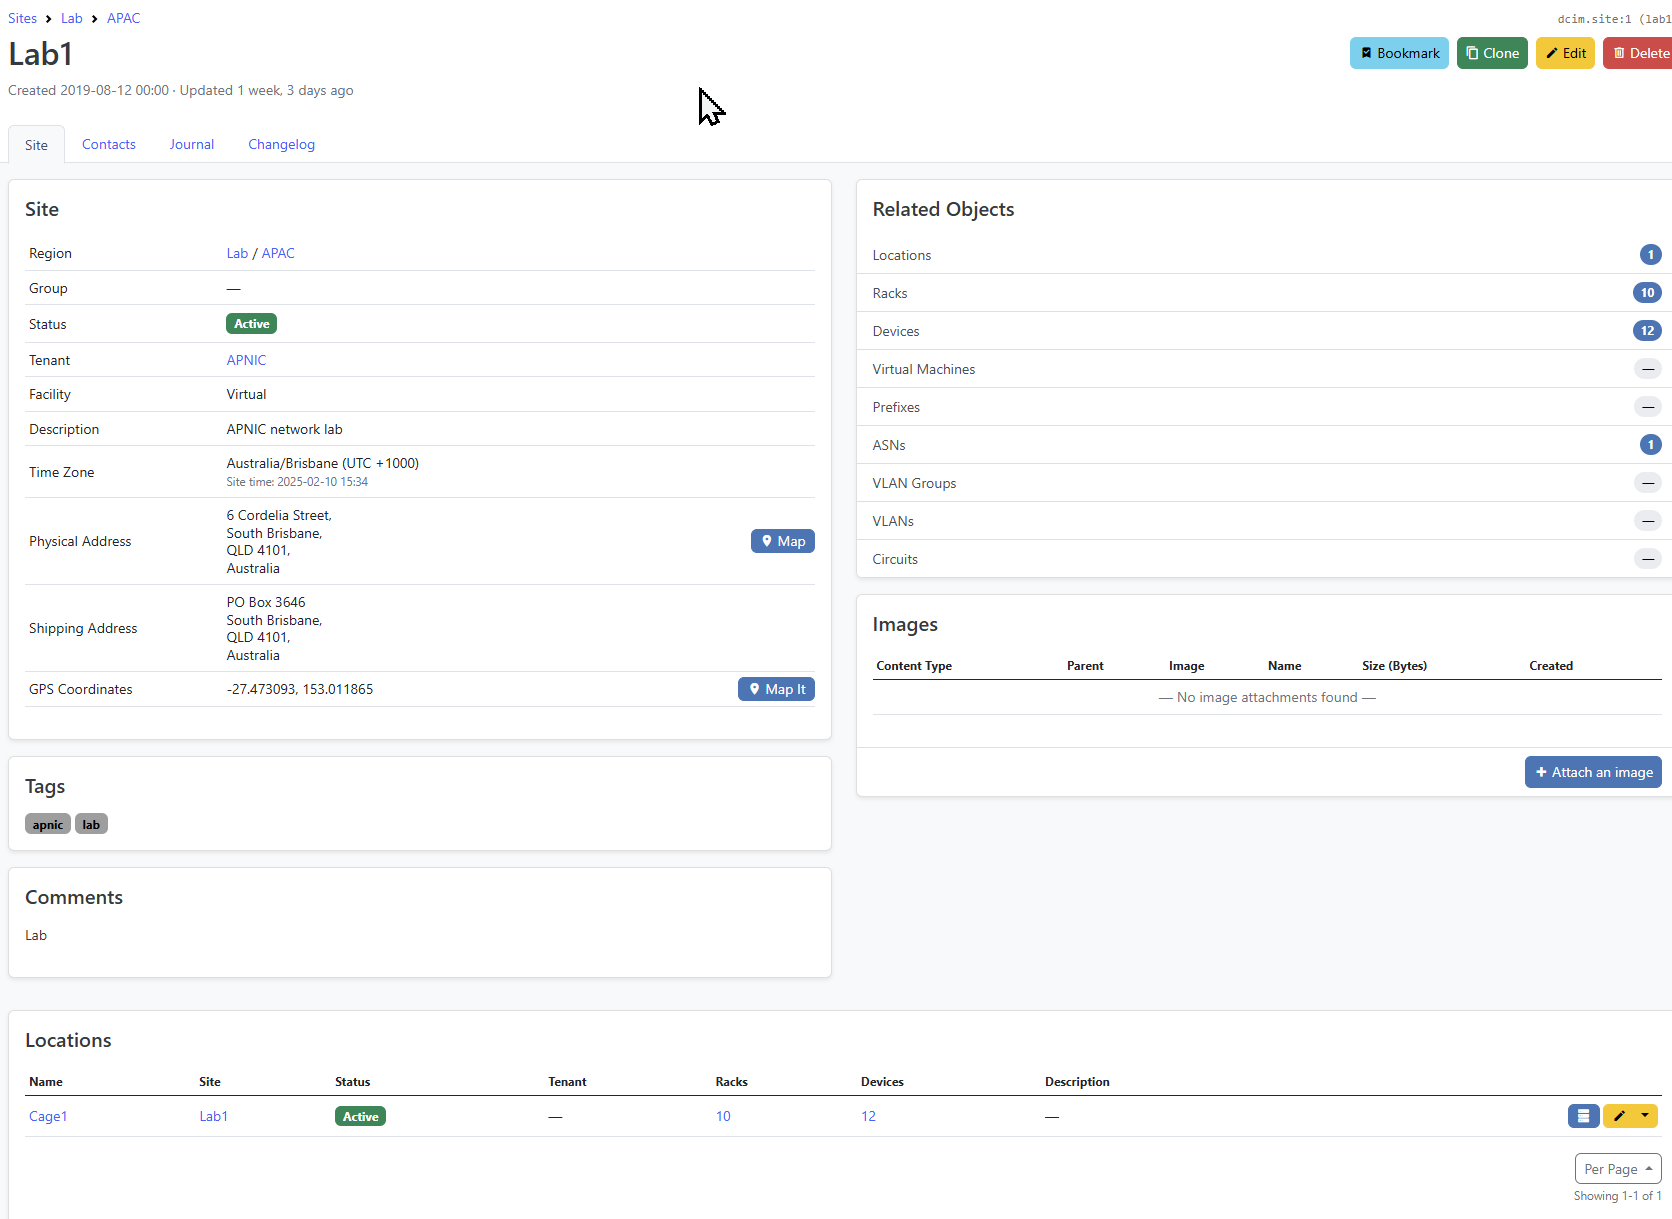 Sites > Lab > APAC
dcim.site:1 (lab1
Lab1
Bookmark
Clone
Edit
Delete
Created 2019-08-12 00:00 · Updated 1 week, 3 days ago
Site
Contacts
Journal
Changelog
Site
Region Lab / APAC
Group —
Status Active
Tenant APNIC
Facility Virtual
Description APNIC network lab
Time Zone Australia/Brisbane (UTC +1000)
Site time: 2025-02-10 15:34
Physical Address 6 Cordelia Street,
South Brisbane,
QLD 4101,
Australia
Map
Shipping Address PO Box 3646
South Brisbane,
QLD 4101,
Australia
GPS Coordinates -27.473093, 153.011865
Map It
Tags
apnic lab
Comments
Lab
Related Objects
Locations 1
Racks 10
Devices 12
Virtual Machines —
Prefixes —
ASNs 1
VLAN Groups —
VLANs —
Circuits —
Images
Content Type Parent Image Name Size (Bytes) Created
— No image attachments found —
+ Attach an image
Locations
Name Site Status Tenant Racks Devices Description
Cage1 Lab1 Active — 10 12 —
Per Page
Showing 1-1 of 1